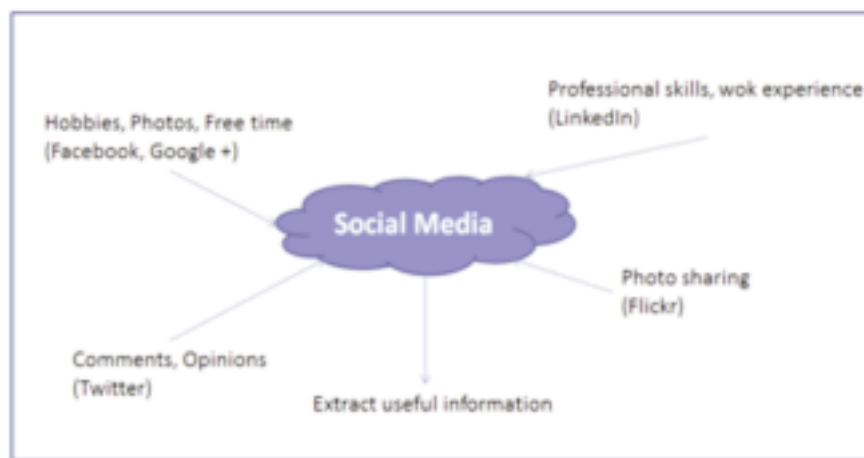 Professional skills, wok experience
(LinkedIn)
Hobbies, Photos, Free time
(Facebook, Google +)
Social Media
Photo sharing
(Flickr)
Comments, Opinions
(Twitter)
Extract useful information